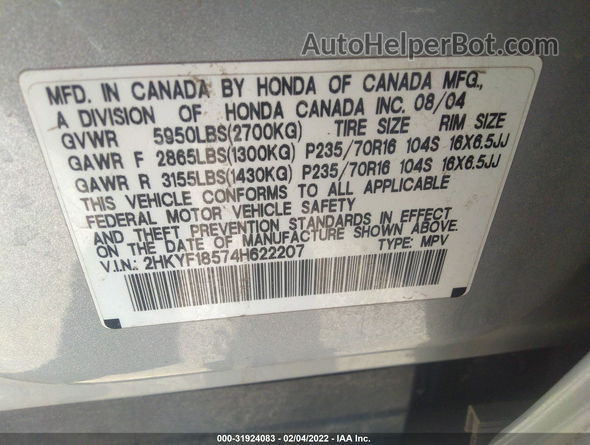 AutoHelperBot.com
MFD. IN CANADA BY HONDA OF CANADA MFG.,
A DIVISION OF HONDA CANADA INC. 08/04
GVWR 5950LBS(2700KG) TIRE SIZE RIM SIZE
GAWR F 2865LBS(1300KG) P235/70R16 104S 16X6.5JJ
GAWR R 3155LBS(1430KG) P235/70R16 104S 16X6.5JJ
THIS VEHICLE CONFORMS TO ALL APPLICABLE
FEDERAL MOTOR VEHICLE SAFETY
AND THEFT PREVENTION STANDARDS IN EFFECT
ON THE DATE OF MANUFACTURE SHOWN ABOVE.
V.I.N.: 2HKYF18574H622207 TYPE: MPV
000-31924083 - 02/04/2022 - IAA Inc.